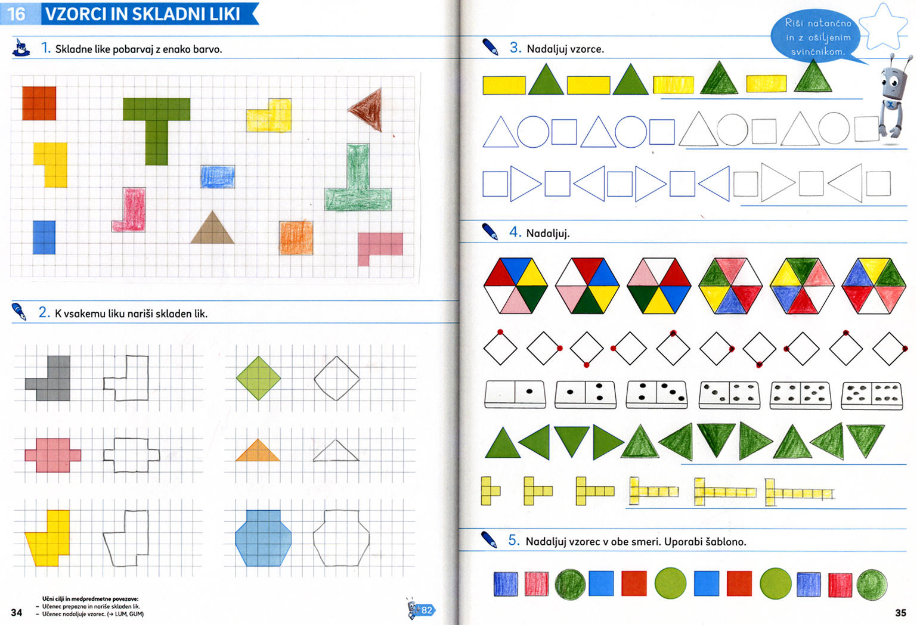 16 VZORCI IN SKLADNI LIKI
1. Skladne like pobarvaj z enako barvo.
2. K vsakemu liku nariši skladen lik.
Učni cilji in medpredmetne povezave:
– Učenec prepozna in nariše skladen lik.
– Učenec nadaljuje vzorec. (→ LUM, GUM)
34
82
Riši natančno
in z ošiljenim
svinčnikom.
3. Nadaljuj vzorce.
4. Nadaljuj.
5. Nadaljuj vzorec v obe smeri. Uporabi šablono.
35